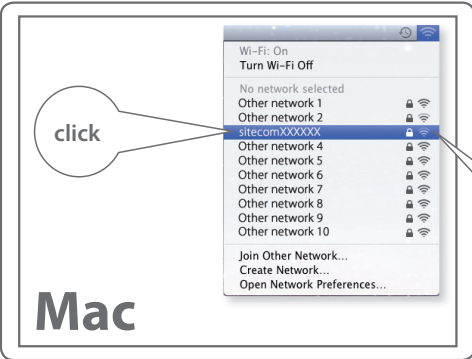 Wi-Fi: On
Turn Wi-Fi Off
No network selected
Other network 1
Other network 2
click
sitecomXXXXXX
Other network 4
Other network 5
Other network 6
Other network 7
Other network 8
Other network 9
Other network 10
Join Other Network...
Create Network...
Open Network Preferences...
Mac